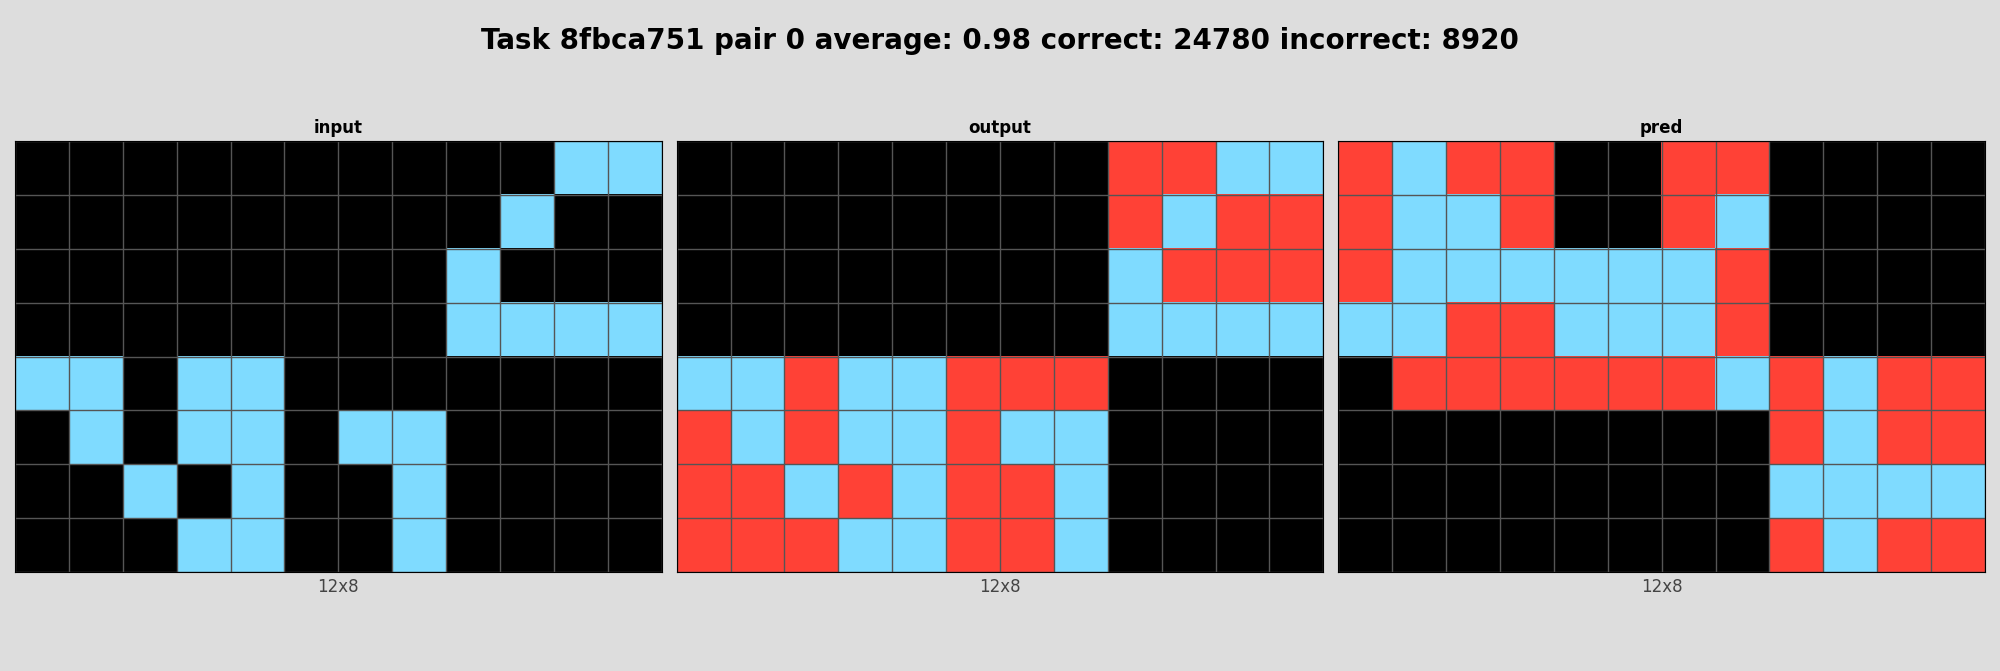 Task 8fbca751 pair 0 average: 0.98 correct: 24780 incorrect: 8920
input
output
pred
12x8
12x8
12x8